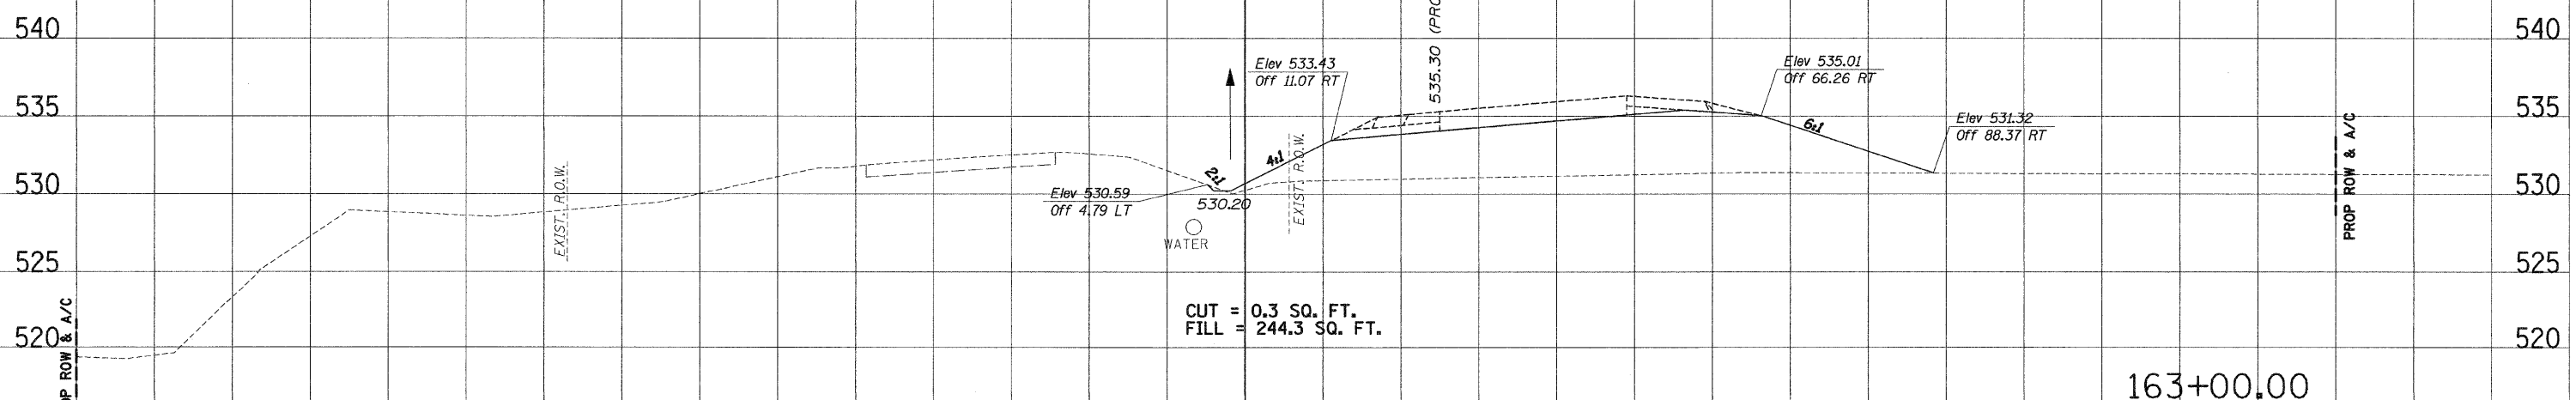 540
540
535.30 (PRO
Elev 533.43
Off 11.07 RT
Elev 535.01
Off 66.26 RT
535
535
Elev 531.32
Off 88.37 RT
6:1
4:1
2:1
EXIST. R.O.W.
EXIST. R.O.W.
PROP ROW & A/C
530
530
Elev 530.59
Off 4.79 LT
530.20
WATER
525
525
CUT = 0.3 SQ. FT.
FILL = 244.3 SQ. FT.
520
520
OP ROW & A/C
163+00.00